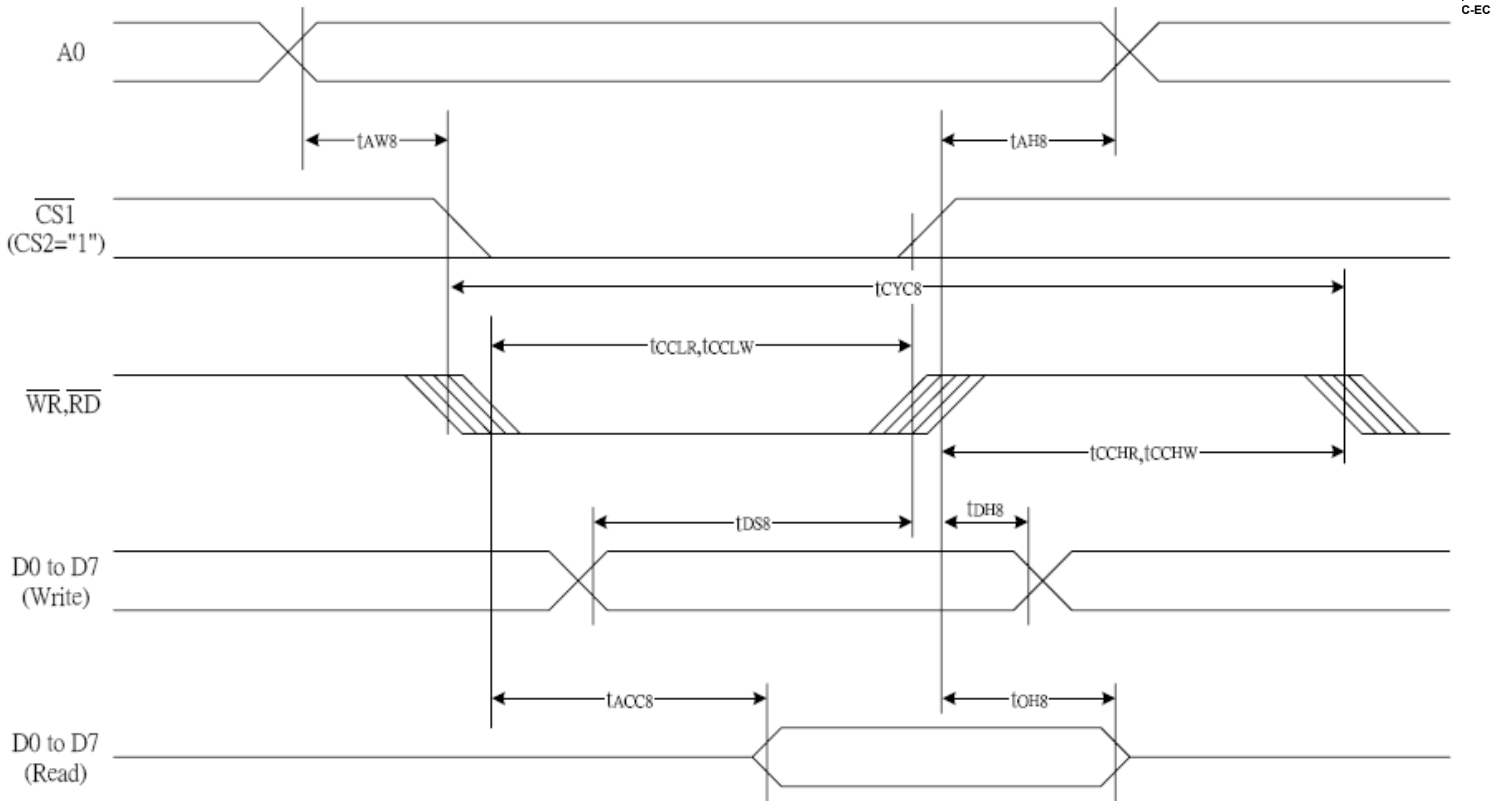 C-EC
A0
tAW8
tAH8
CS1
(CS2="1")
tCYC8
tCCLR,tCCLW
WR,RD
tCCHR,tCCHW
tDS8
tDH8
D0 to D7
(Write)
tACC8
tOH8
D0 to D7
(Read)